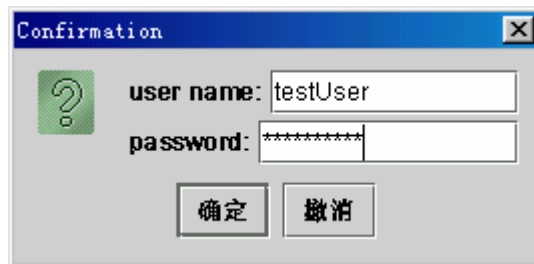 Confirmation
user name: testUser
password: **********
确定 撤消